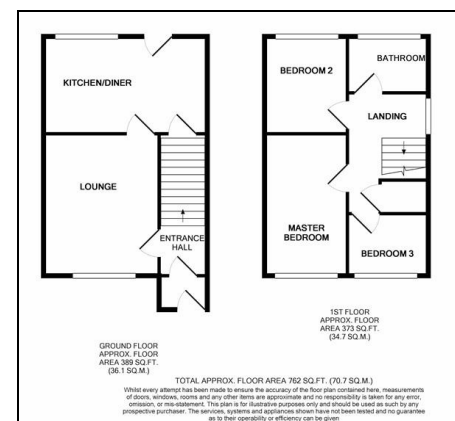 KITCHEN/DINER
LOUNGE
ENTRANCE
HALL
BEDROOM 2
BATHROOM
LANDING
MASTER
BEDROOM
BEDROOM 3
GROUND FLOOR
APPROX. FLOOR
AREA 389 SQ.FT.
(36.1 SQ.M.)
1ST FLOOR
APPROX. FLOOR
AREA 373 SQ.FT.
(34.7 SQ.M.)
TOTAL APPROX. FLOOR AREA 762 SQ.FT. (70.7 SQ.M.)
Whilst every attempt has been made to ensure the accuracy of the floor plan contained here, measurements
of doors, windows, rooms and any other items are approximate and no responsibility is taken for any error,
omission, or mis-statement. This plan is for illustrative purposes only and should be used as such by any
prospective purchaser. The services, systems and appliances shown have not been tested and no guarantee
as to their operability or efficiency can be given